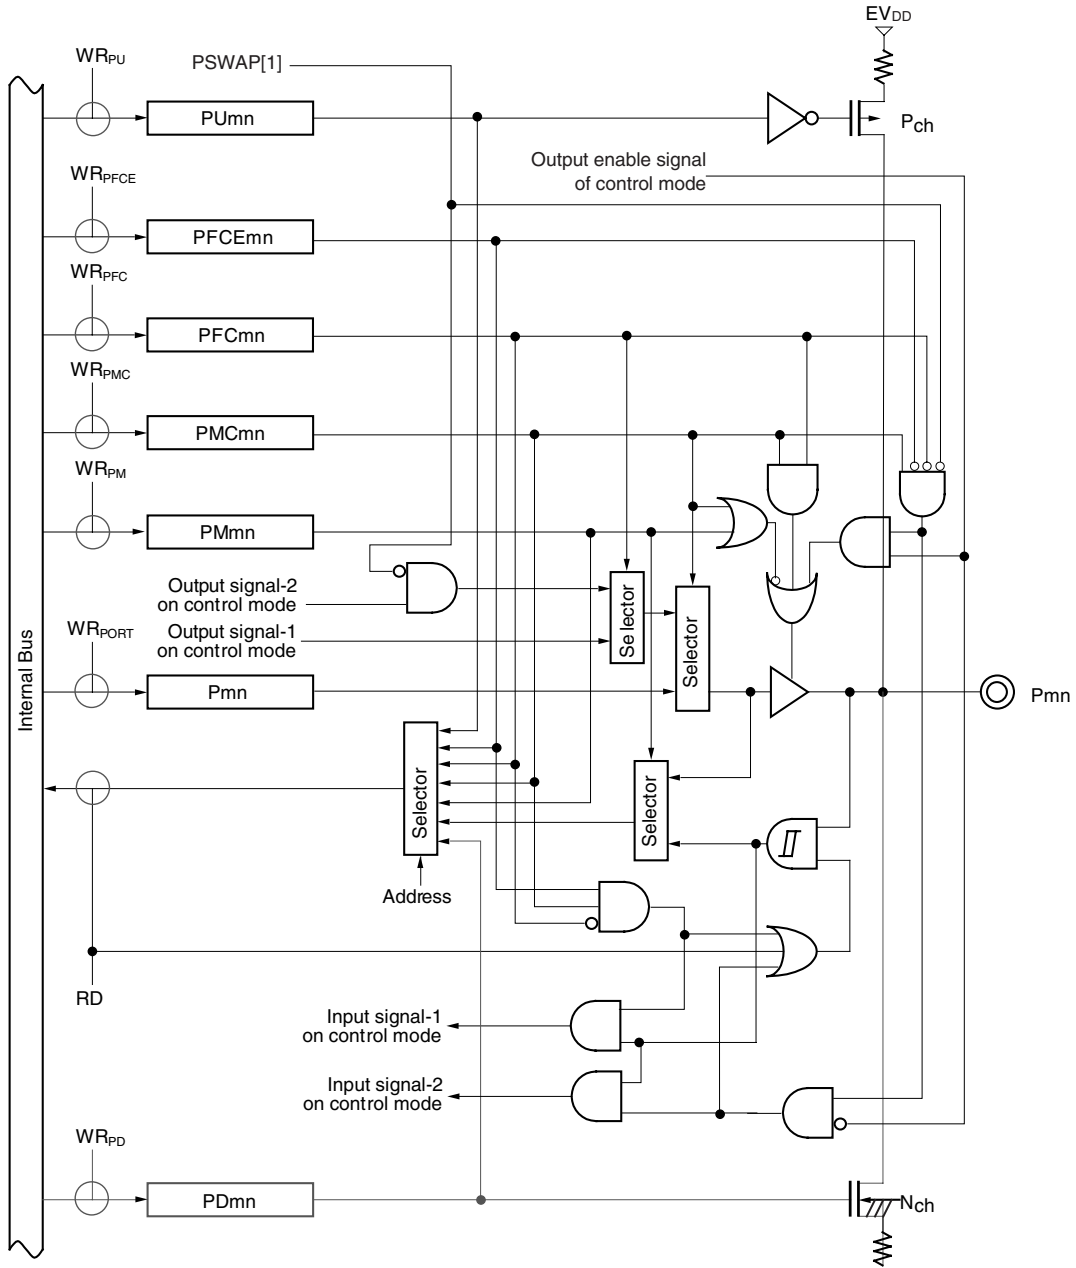 EVDD
WRPU
PSWAP[1]
PUmn
Pch
Output enable signal
of control mode
WRPFCE
PFCEmn
WRPFC
PFCmn
WRPMC
PMCmn
WRPM
PMmn
Output signal-2
on control mode
Output signal-1
on control mode
Selector
Selector
WRPORT
Pmn
Pmn
Internal Bus
Selector
Selector
Address
RD
Input signal-1
on control mode
Input signal-2
on control mode
WRPD
PDmn
Nch